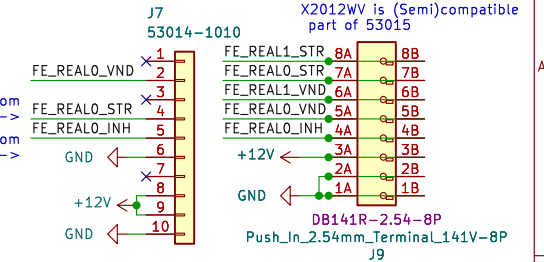 X2012WV is (Semi)compatible
part of 53015
J7
53014-1010
1
FE_REAL0_VND 2
3
FE_REAL0_STR 4
FE_REAL0_INH 5
GND 6
7
8
+12V
9
GND 10
om
->
om
->
FE_REAL1_STR 8A 8B
FE_REAL0_STR 7A 7B
FE_REAL1_VND 6A 6B
FE_REAL0_VND 5A 5B
FE_REAL0_INH 4A 4B
+12V 3A 3B
2A 2B
GND 1A 1B
DB141R-2.54-8P
Push_In_2.54mm_Terminal_141V-8P
J9
A